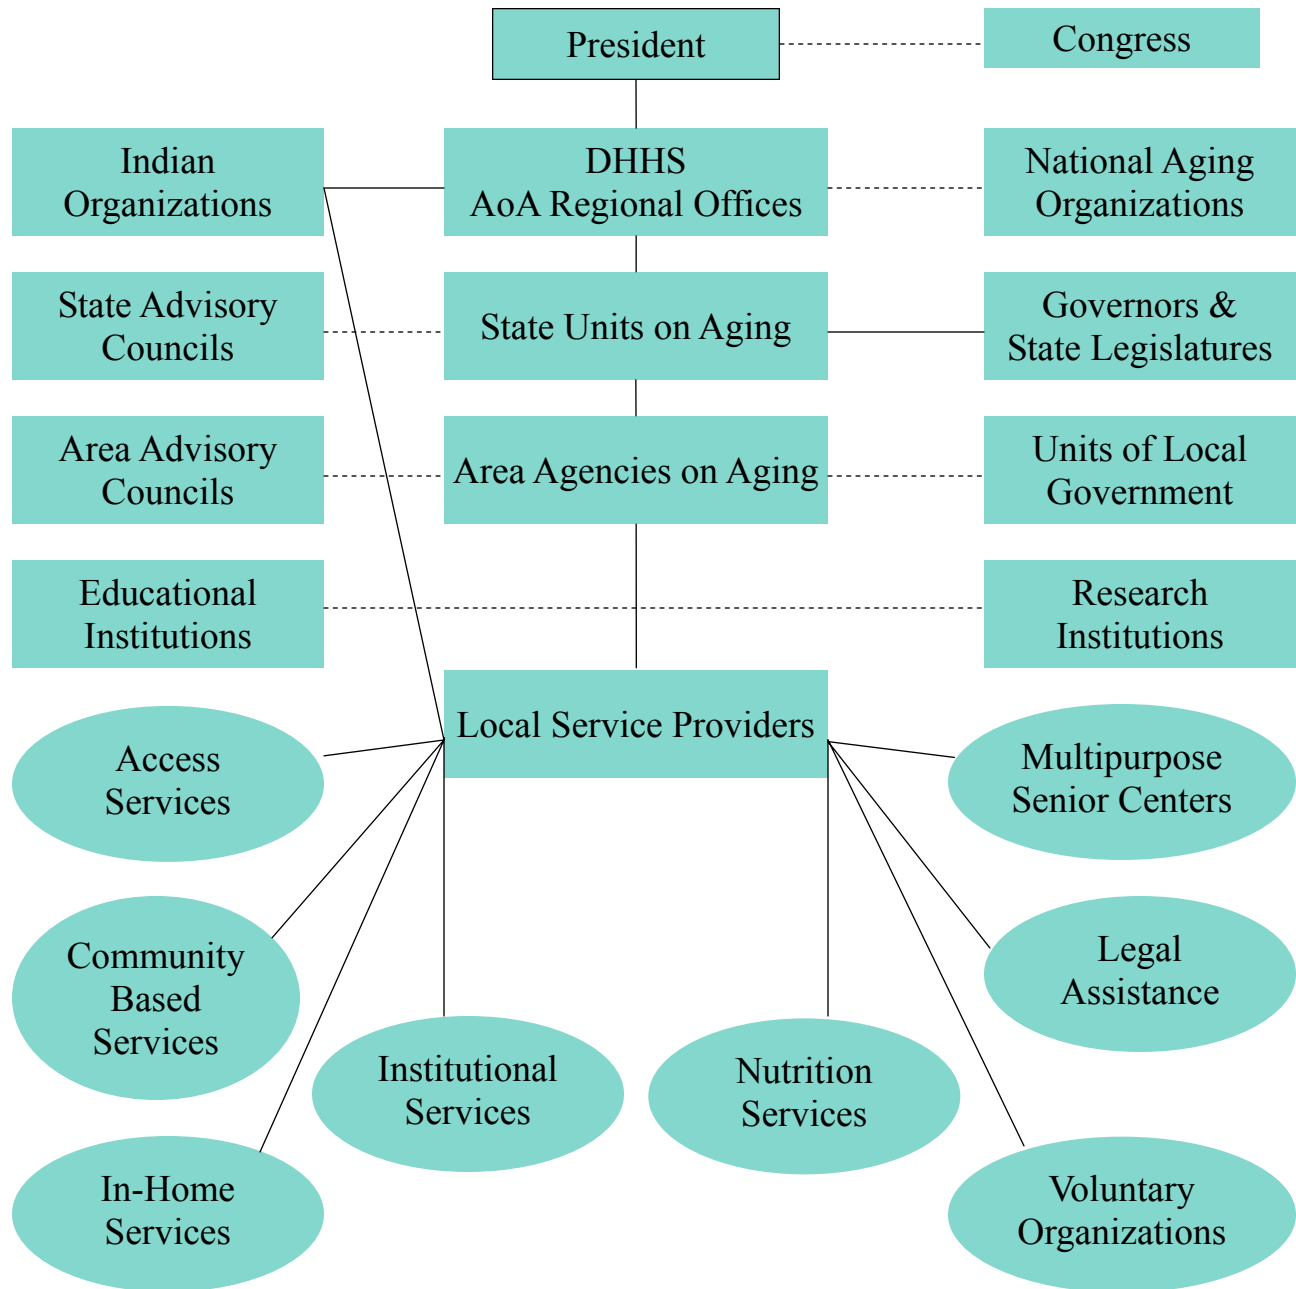 President
Congress
Indian
Organizations
DHHS
AoA Regional Offices
National Aging
Organizations
State Advisory
Councils
State Units on Aging
Governors &
State Legislatures
Area Advisory
Councils
Area Agencies on Aging
Units of Local
Government
Educational
Institutions
Research
Institutions
Local Service Providers
Access
Services
Multipurpose
Senior Centers
Community
Based
Services
Legal
Assistance
Institutional
Services
Nutrition
Services
In-Home
Services
Voluntary
Organizations